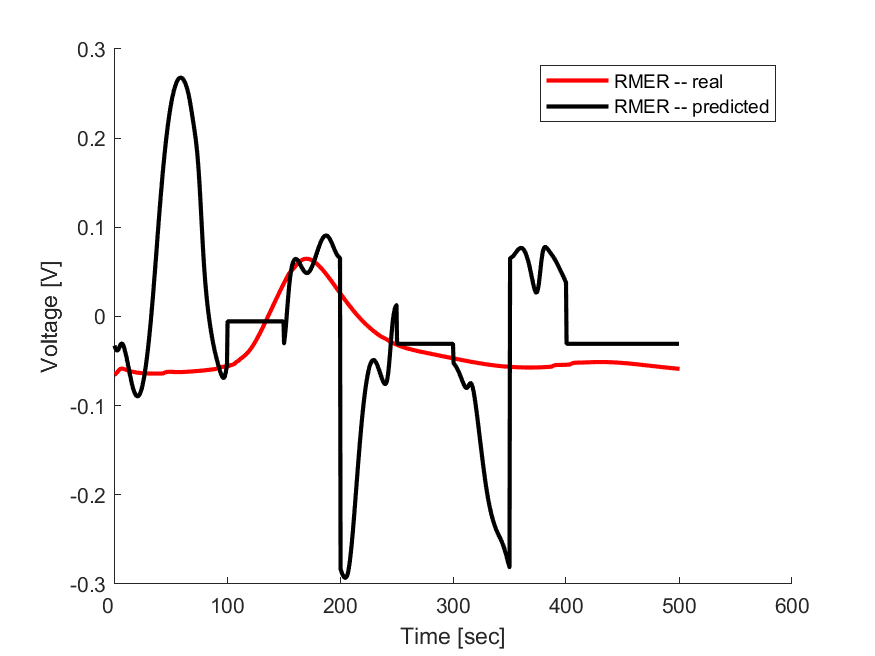 RMER -- real
RMER -- predicted
0.3
0.2
0.1
0
-0.1
-0.2
-0.3
Voltage [V]
0 100 200 300 400 500 600
Time [sec]